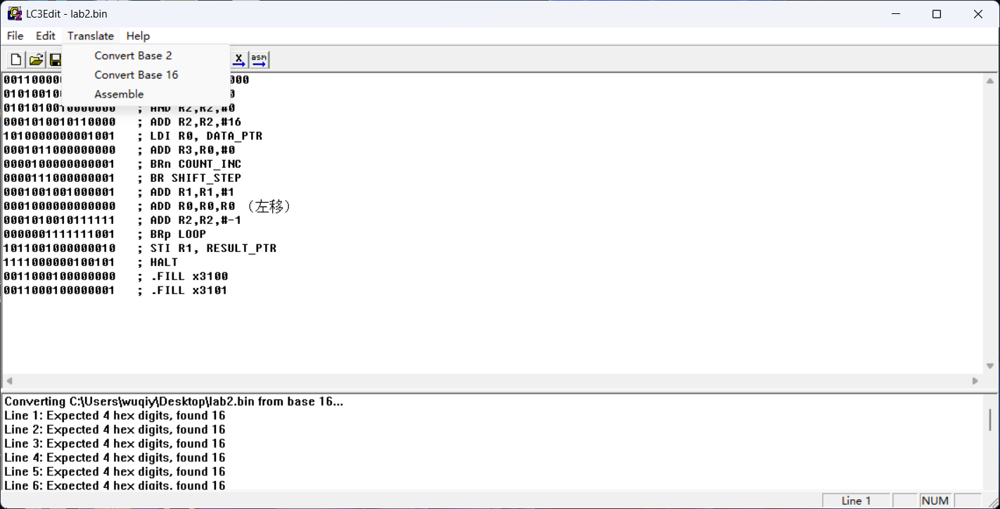 LC3Edit - lab2.bin
File Edit Translate Help
Convert Base 2
Convert Base 16
Assemble
X asm
00110000 000
01010010 0
0101010010000000 ; AND R2,R2,#0
0001010010110000 ; ADD R2,R2,#16
1010000000001001 ; LDI R0, DATA_PTR
0001011000000000 ; ADD R3,R0,#0
0000100000000001 ; BRn COUNT_INC
0000111000000001 ; BR SHIFT_STEP
0001001001000001 ; ADD R1,R1,#1
0001000000000000 ; ADD R0,R0,R0 （左移）
0001010010111111 ; ADD R2,R2,#-1
0000001111111001 ; BRp LOOP
1011001000000010 ; STI R1, RESULT_PTR
1111000000100101 ; HALT
0011000100000000 ; .FILL x3100
0011000100000001 ; .FILL x3101
Converting C:\Users\wuqiy\Desktop\lab2.bin from base 16...
Line 1: Expected 4 hex digits, found 16
Line 2: Expected 4 hex digits, found 16
Line 3: Expected 4 hex digits, found 16
Line 4: Expected 4 hex digits, found 16
Line 5: Expected 4 hex digits, found 16
Line 6: Expected 4 hex digits, found 16
Line 1 NUM